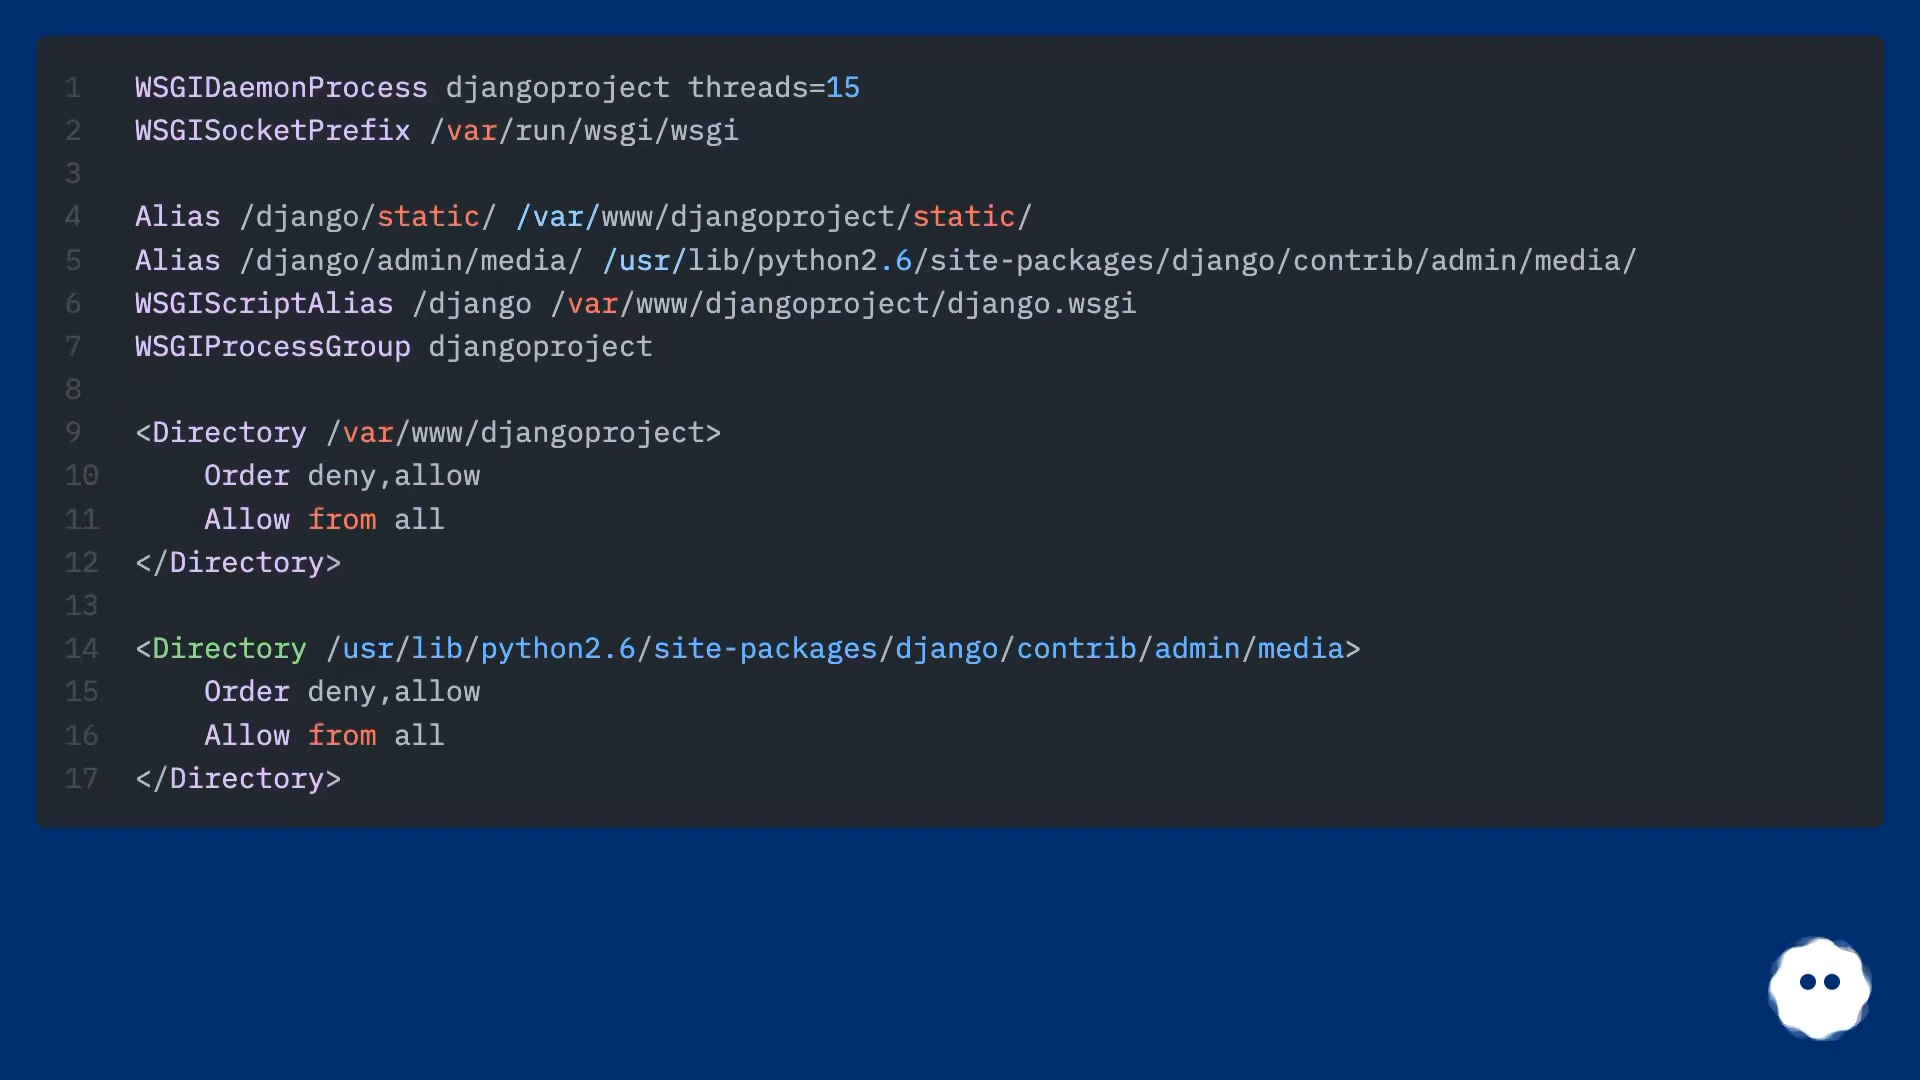 1 WSGIDaemonProcess djangoproject threads=15
2 WSGISocketPrefix /var/run/wsgi/wsgi
3
4 Alias /django/static/ /var/www/djangoproject/static/
5 Alias /django/admin/media/ /usr/lib/python2.6/site-packages/django/contrib/admin/media/
6 WSGIScriptAlias /django /var/www/djangoproject/django.wsgi
7 WSGIProcessGroup djangoproject
8
9 <Directory /var/www/djangoproject>
10     Order deny,allow
11     Allow from all
12 </Directory>
13
14 <Directory /usr/lib/python2.6/site-packages/django/contrib/admin/media>
15     Order deny,allow
16     Allow from all
17 </Directory>